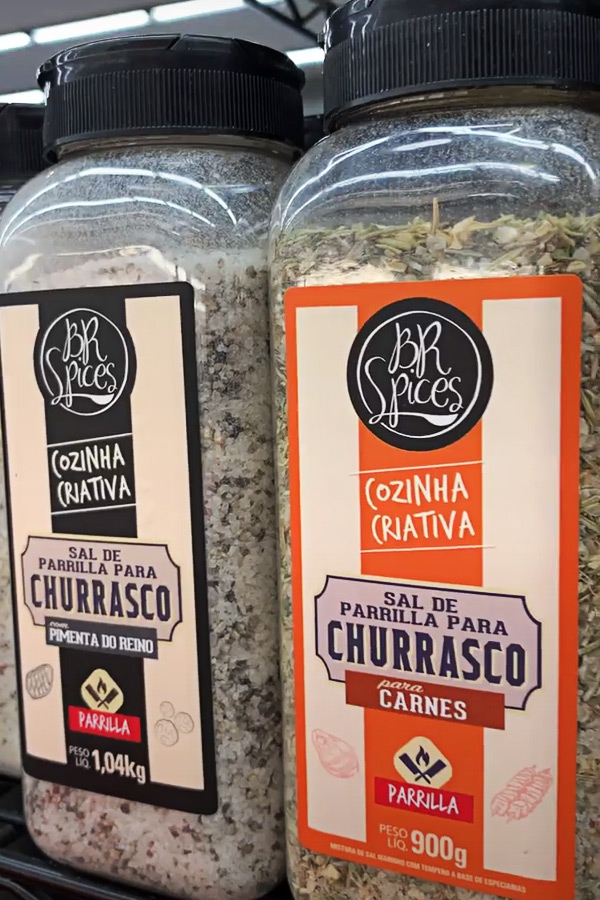 BR
Spices
COZINHA
CRIATIVA
SAL DE
PARRILLA PARA
CHURRASCO
com
PIMENTA DO REINO
PARRILLA
PESO
LÍQ. 1,04kg
BR
Spices
COZINHA
CRIATIVA
SAL DE
PARRILLA PARA
CHURRASCO
para
CARNES
PARRILLA
PESO
LÍQ. 900g
MISTURA DE SAL MARINHO COM TEMPERO A BASE DE ESPECIARIAS